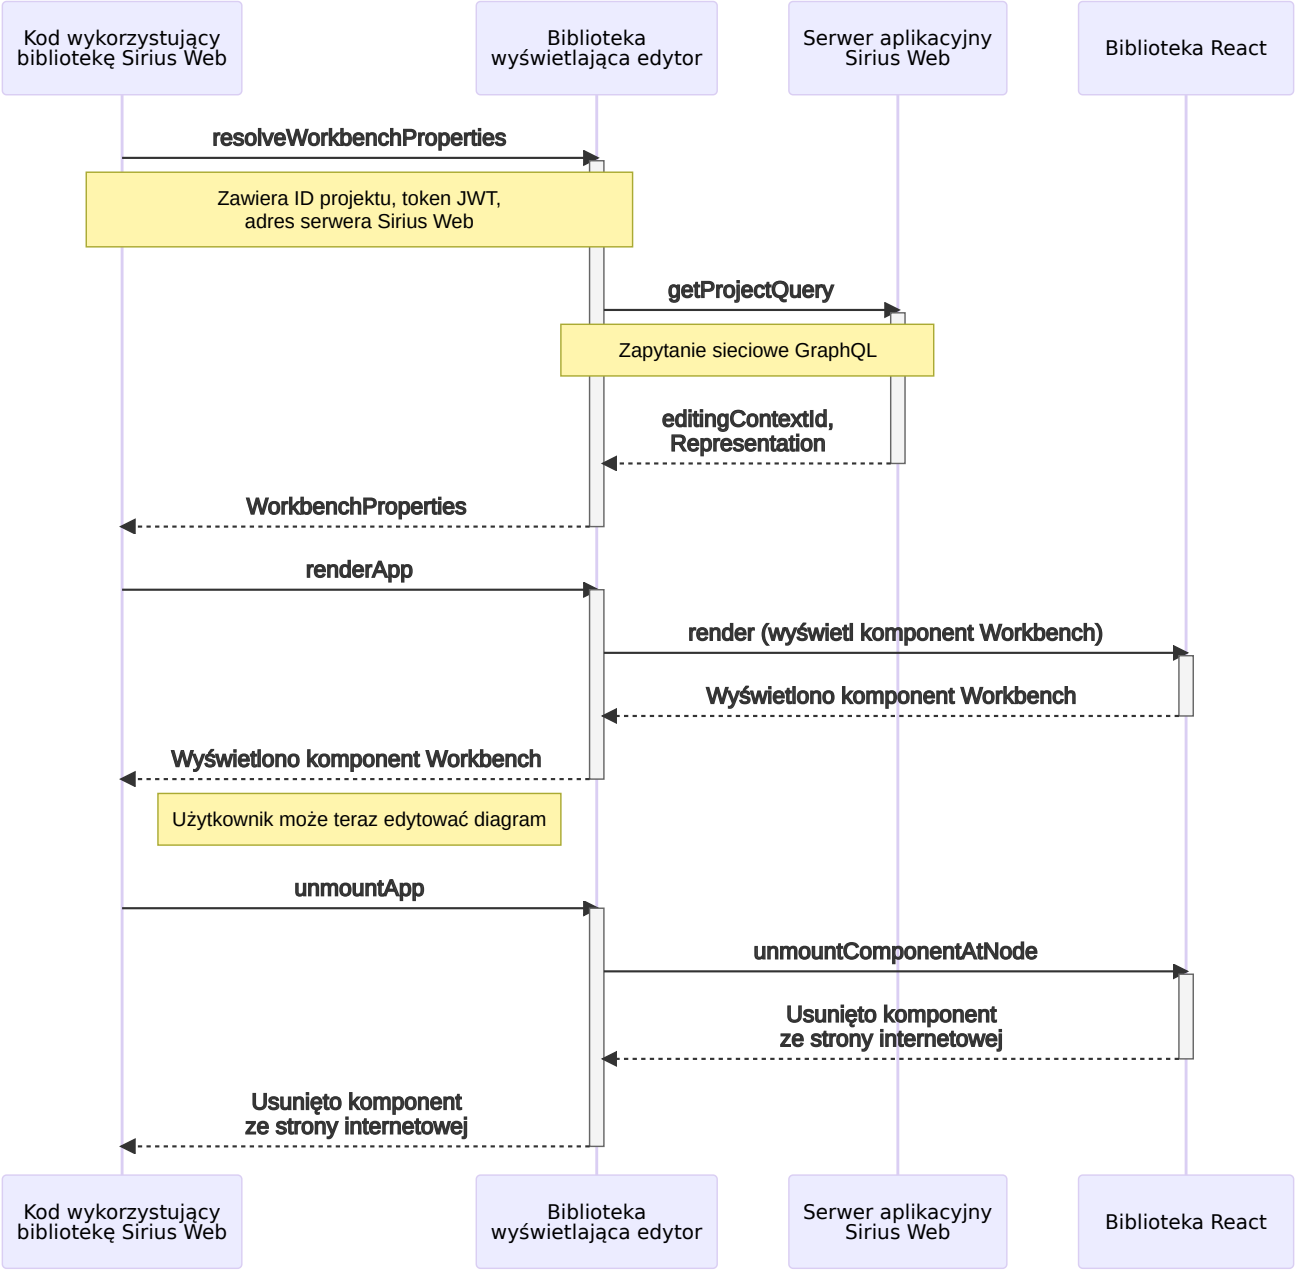 Kod wykorzystujący
bibliotekę Sirius Web
Biblioteka
wyświetlająca edytor
Serwer aplikacyjny
Sirius Web
Biblioteka React
resolveWorkbenchProperties
Zawiera ID projektu, token JWT,
adres serwera Sirius Web
getProjectQuery
Zapytanie sieciowe GraphQL
editingContextId,
Representation
WorkbenchProperties
renderApp
render (wyświetl komponent Workbench)
Wyświetlono komponent Workbench
Wyświetlono komponent Workbench
Użytkownik może teraz edytować diagram
unmountApp
unmountComponentAtNode
Usunięto komponent
ze strony internetowej
Usunięto komponent
ze strony internetowej
Kod wykorzystujący
bibliotekę Sirius Web
Biblioteka
wyświetlająca edytor
Serwer aplikacyjny
Sirius Web
Biblioteka React